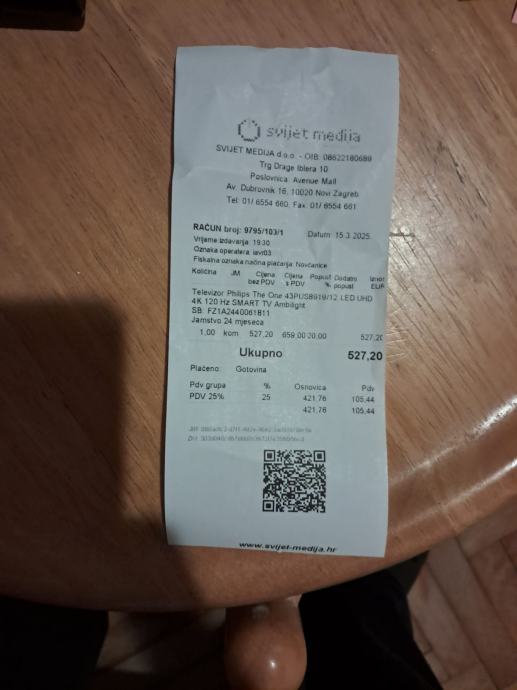 svijet medija
SVIJET MEDIJA d.o.o. - OIB: 08622180689
Trg Drage Iblera 10
Poslovnica: Avenue Mall
Av. Dubrovnik 16, 10020 Novi Zagreb
Tel: 01/ 6554 660, Fax: 01/ 6554 661
RAČUN broj: 9795/103/1 Datum: 15.3.2025.
Vrijeme izdavanja: 19:30
Oznaka operatera: iavri03
Fiskalna oznaka načina plaćanja: Novčanice
Količina JM Cijena Cijena Popust Dodatni Iznos
bez PDV s PDV % popust EUR
Televizor Philips The One 43PUS8919/12 LED UHD
4K 120 Hz SMART TV Ambilight
SB: FZ1A2440061811
Jamstvo 24 mjeseca
1,00 kom 527,20 659,00 20,00 527,20
Ukupno 527,20
Plaćeno: Gotovina
Pdv grupa % Osnovica Pdv
PDV 25% 25 421,76 105,44
421,76 105,44
www.svijet-medija.hr